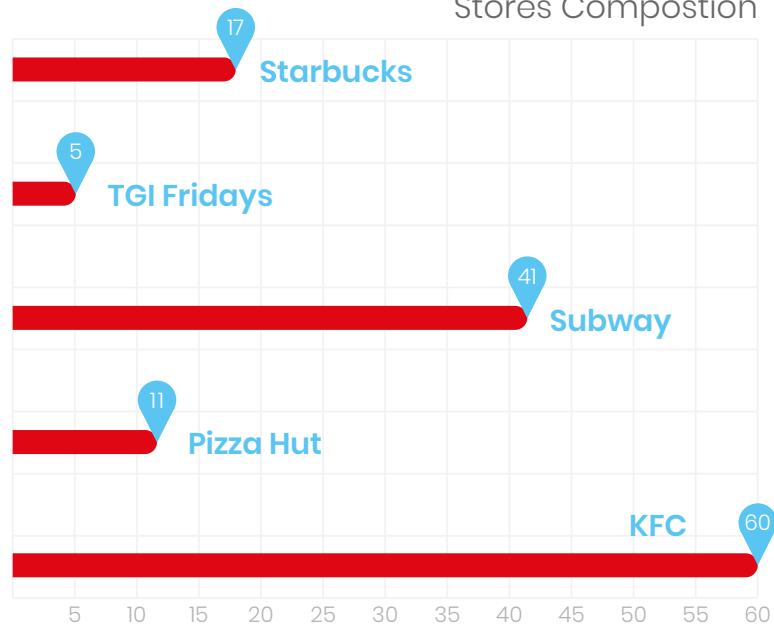 Stores Compostion
17
Starbucks
5
TGI Fridays
41
Subway
11
Pizza Hut
KFC
60
5 10 15 20 25 30 35 40 45 50 55 60